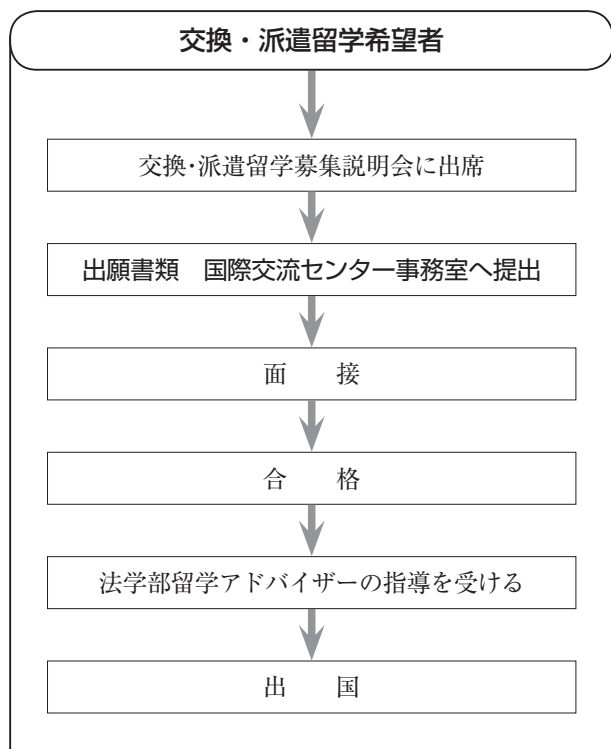 交換・派遣留学希望者
交換・派遣留学募集説明会に出席
出願書類　国際交流センター事務室へ提出
面　　接
合　　格
法学部留学アドバイザーの指導を受ける
出　　国